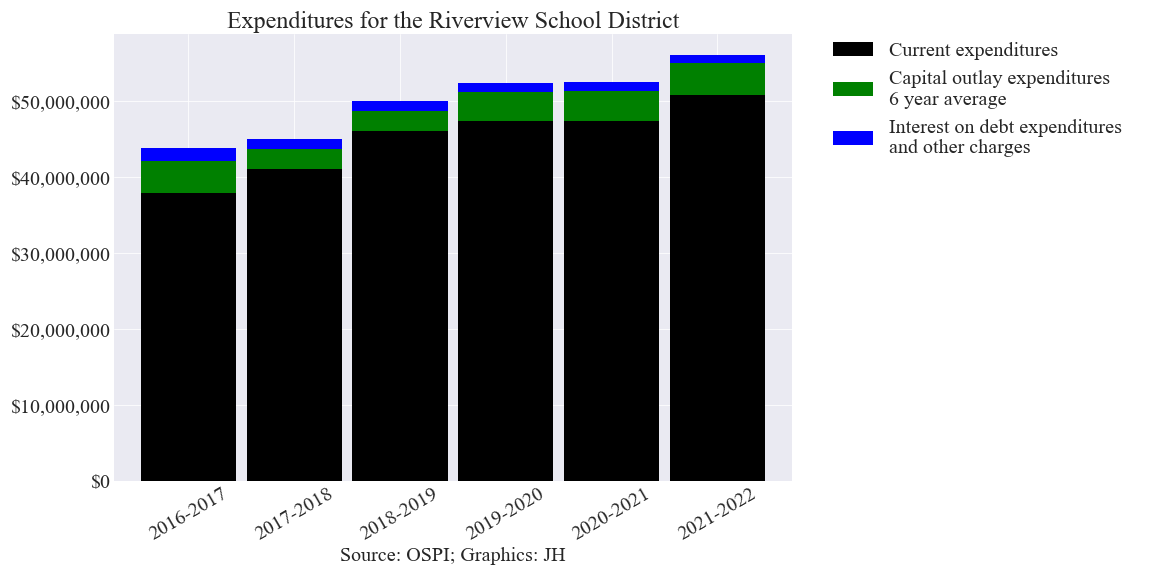 Expenditures for the Riverview School District
Current expenditures
Capital outlay expenditures
6 year average
Interest on debt expenditures
and other charges
$50,000,000
$40,000,000
$30,000,000
$20,000,000
$10,000,000
$0
2016-2017
2017-2018
2018-2019
2019-2020
2020-2021
2021-2022
Source: OSPI; Graphics: JH